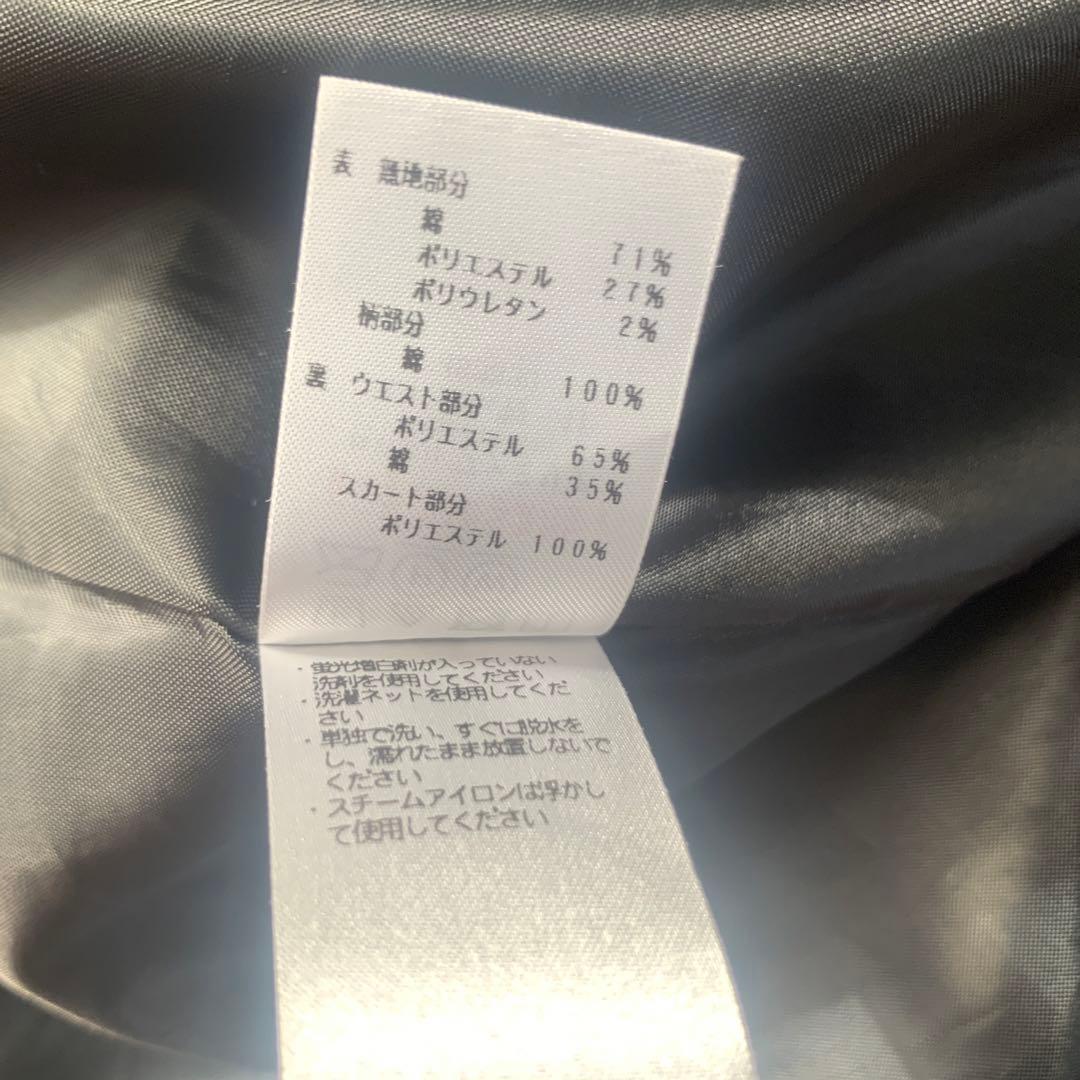 表 無地部分
綿 71%
ポリエステル 27%
ポリウレタン 2%
柄部分
綿 100%
裏 ウエスト部分
ポリエステル 65%
綿 35%
スカート部分
ポリエステル 100%
・蛍光増白剤が入っていない
洗剤を使用してください
・洗濯ネットを使用してくだ
さい
・単独で洗い、すぐに脱水を
し、濡れたまま放置しないで
ください
・スチームアイロンは浮かし
て使用してください